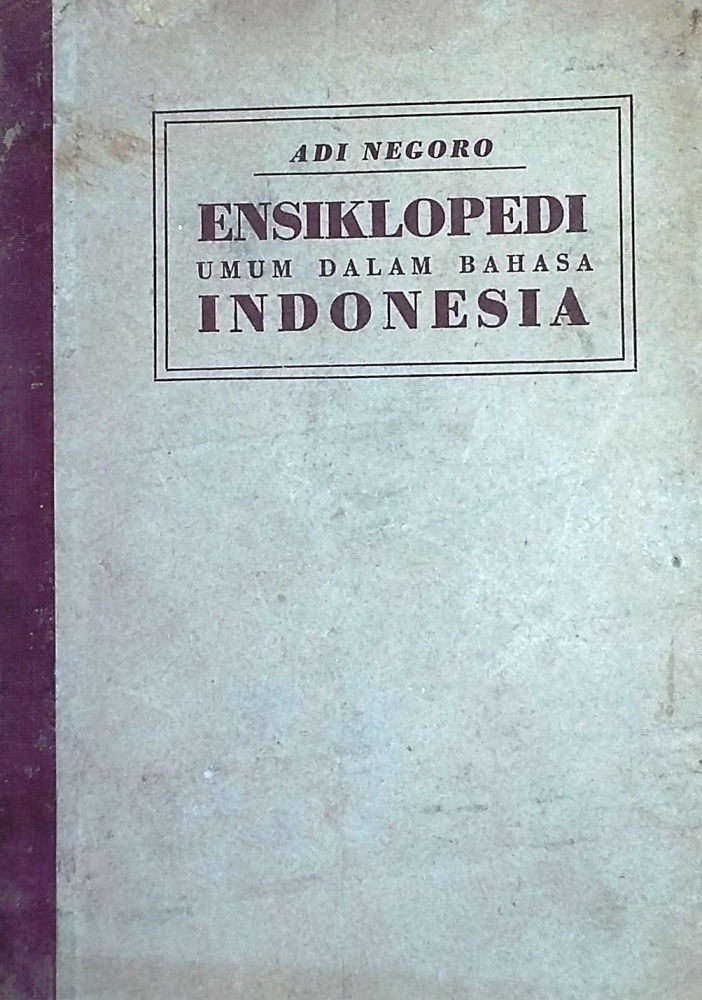 ADI NEGORO
ENSIKLOPEDI
UMUM DALAM BAHASA
INDONESIA